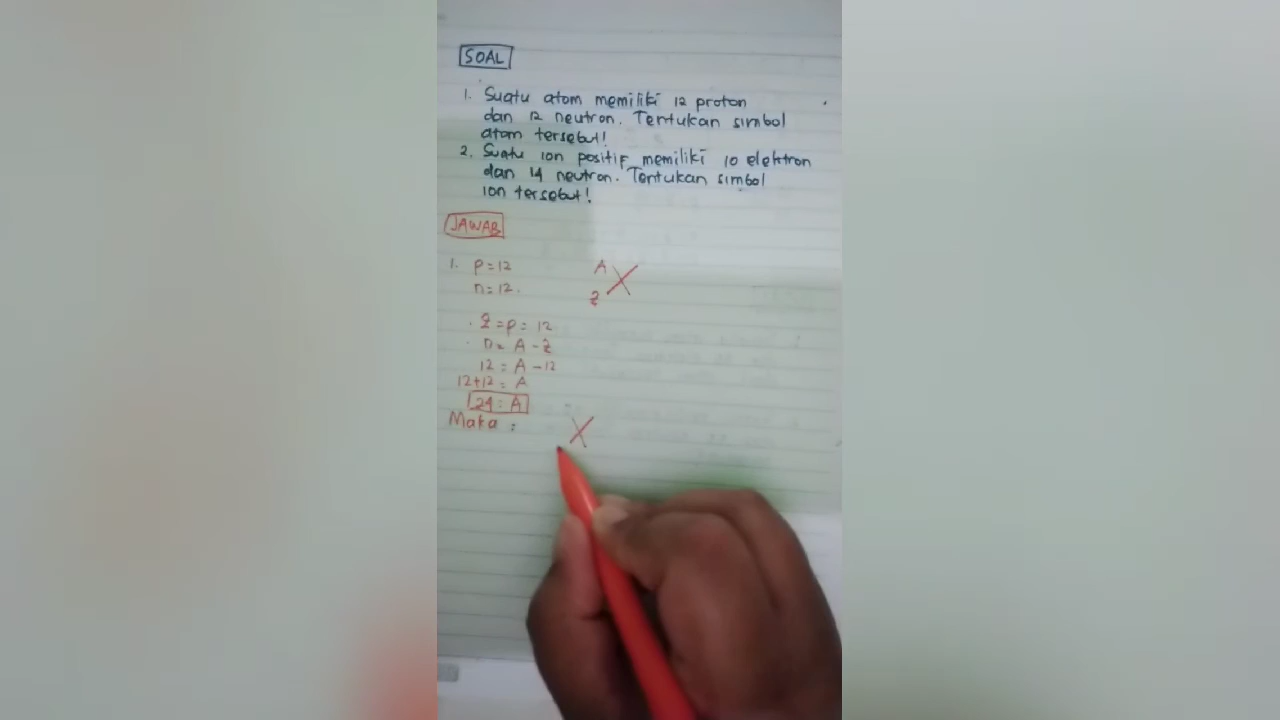 SOAL
1. Suatu atom memiliki 12 proton
dan 12 neutron. Tentukan simbol
atom tersebut!
2. Suatu ion positif memiliki 10 elektron
dan 14 neutron. Tentukan simbol
ion tersebut!
JAWAB
1. p=12
n=12.
A
X
Z
. Z=p= 12
. n= A-Z
12 = A-12
12+12 = A
24 = A
Maka :
X